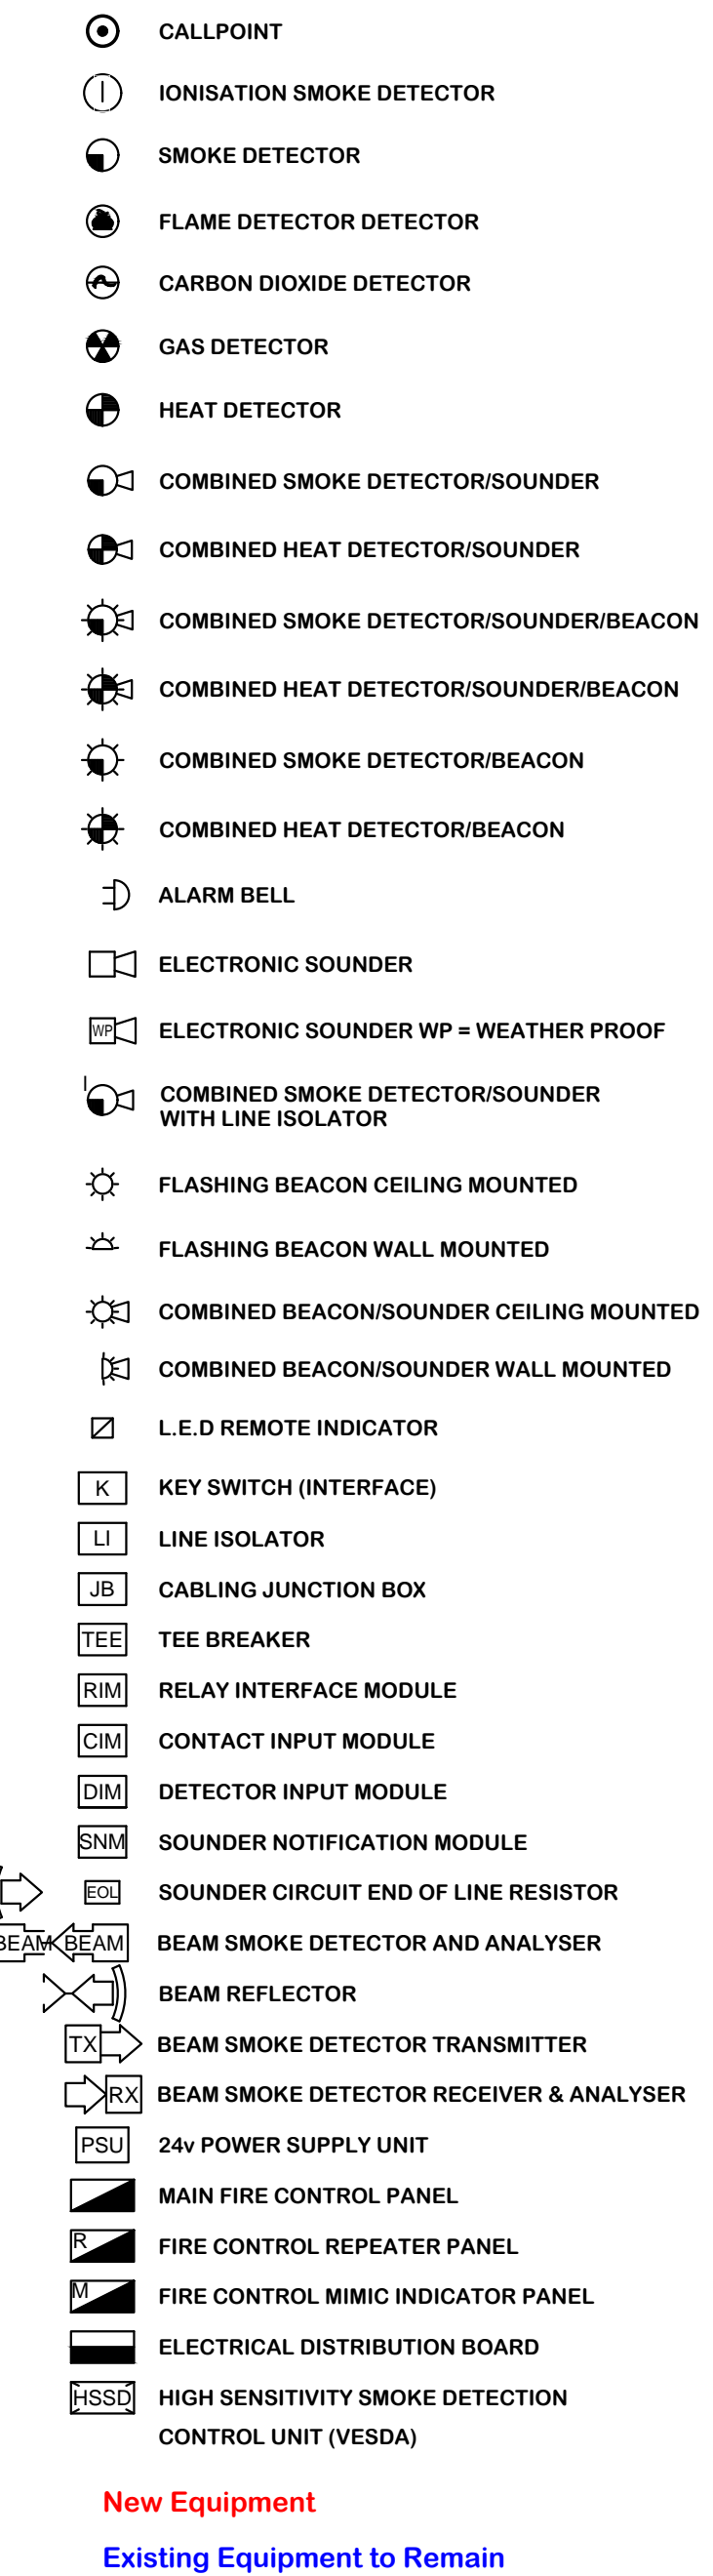 CALLPOINT
IONISATION SMOKE DETECTOR
SMOKE DETECTOR
FLAME DETECTOR DETECTOR
CARBON DIOXIDE DETECTOR
GAS DETECTOR
HEAT DETECTOR
COMBINED SMOKE DETECTOR/SOUNDER
COMBINED HEAT DETECTOR/SOUNDER
COMBINED SMOKE DETECTOR/SOUNDER/BEACON
COMBINED HEAT DETECTOR/SOUNDER/BEACON
COMBINED SMOKE DETECTOR/BEACON
COMBINED HEAT DETECTOR/BEACON
ALARM BELL
ELECTRONIC SOUNDER
WP ELECTRONIC SOUNDER WP = WEATHER PROOF
I COMBINED SMOKE DETECTOR/SOUNDER
WITH LINE ISOLATOR
FLASHING BEACON CEILING MOUNTED
FLASHING BEACON WALL MOUNTED
COMBINED BEACON/SOUNDER CEILING MOUNTED
COMBINED BEACON/SOUNDER WALL MOUNTED
L.E.D REMOTE INDICATOR
K KEY SWITCH (INTERFACE)
LI LINE ISOLATOR
JB CABLING JUNCTION BOX
TEE TEE BREAKER
RIM RELAY INTERFACE MODULE
CIM CONTACT INPUT MODULE
DIM DETECTOR INPUT MODULE
SNM SOUNDER NOTIFICATION MODULE
EOL SOUNDER CIRCUIT END OF LINE RESISTOR
BEAM BEAM BEAM SMOKE DETECTOR AND ANALYSER
BEAM REFLECTOR
TX BEAM SMOKE DETECTOR TRANSMITTER
RX BEAM SMOKE DETECTOR RECEIVER & ANALYSER
PSU 24v POWER SUPPLY UNIT
MAIN FIRE CONTROL PANEL
R FIRE CONTROL REPEATER PANEL
M FIRE CONTROL MIMIC INDICATOR PANEL
ELECTRICAL DISTRIBUTION BOARD
HSSD HIGH SENSITIVITY SMOKE DETECTION
CONTROL UNIT (VESDA)
New Equipment
Existing Equipment to Remain